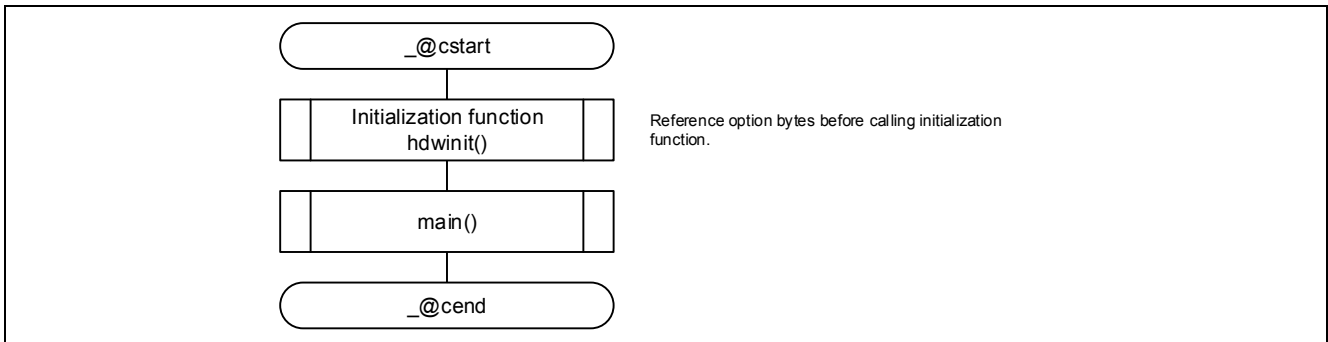 _@cstart
Initialization function
hdwinit()
Reference option bytes before calling initialization
function.
main()
_@cend